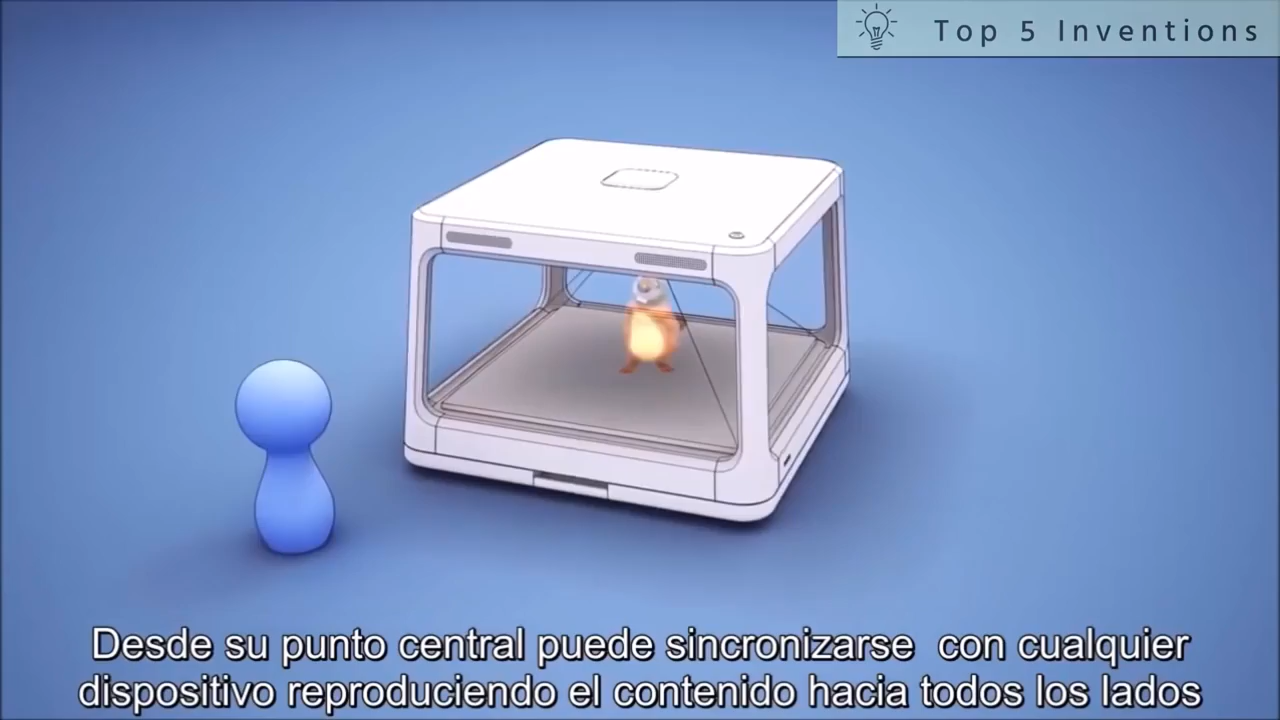 Top 5 Inventions
Desde su punto central puede sincronizarse con cualquier
dispositivo reproduciendo el contenido hacia todos los lados